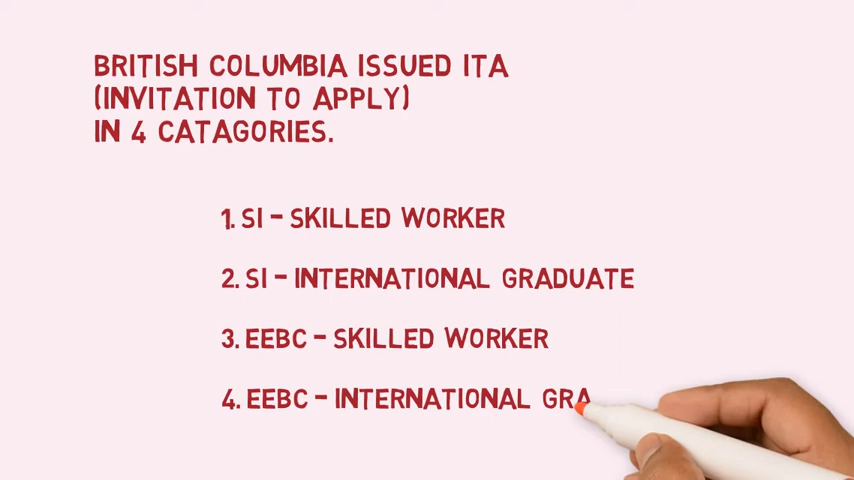 BRITISH COLUMBIA ISSUED ITA
(INVITATION TO APPLY)
IN 4 CATAGORIES.
1. SI - SKILLED WORKER
2. SI - INTERNATIONAL GRADUATE
3. EEBC - SKILLED WORKER
4. EEBC - INTERNATIONAL GRA